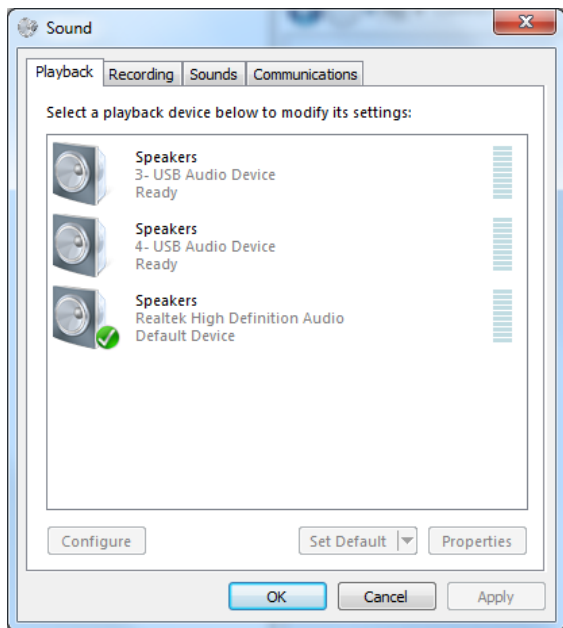 Sound
Playback Recording Sounds Communications
Select a playback device below to modify its settings:
Speakers
3- USB Audio Device
Ready
Speakers
4- USB Audio Device
Ready
Speakers
Realtek High Definition Audio
Default Device
Configure Set Default Properties
OK Cancel Apply